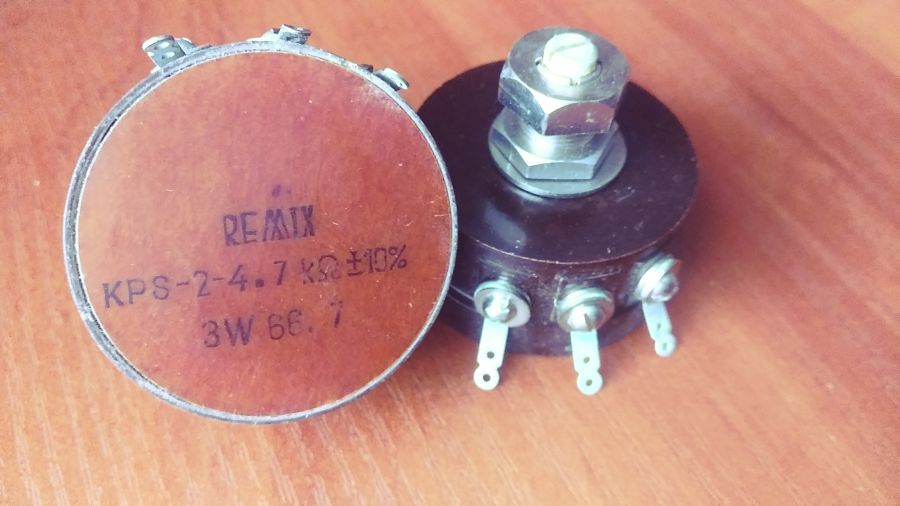 REMIX
KPS-2-4.7 kΩ ±10%
3W 66.7